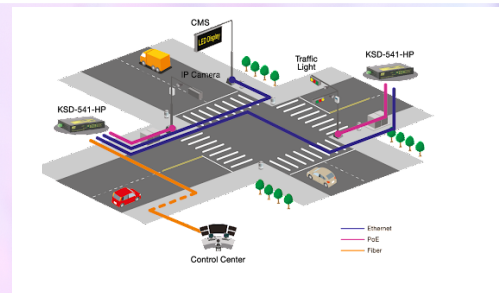 CMS
LED Display
Traffic
Light
KSD-541-HP
IP Camera
KSD-541-HP
Control Center
Ethernet
PoE
Fiber